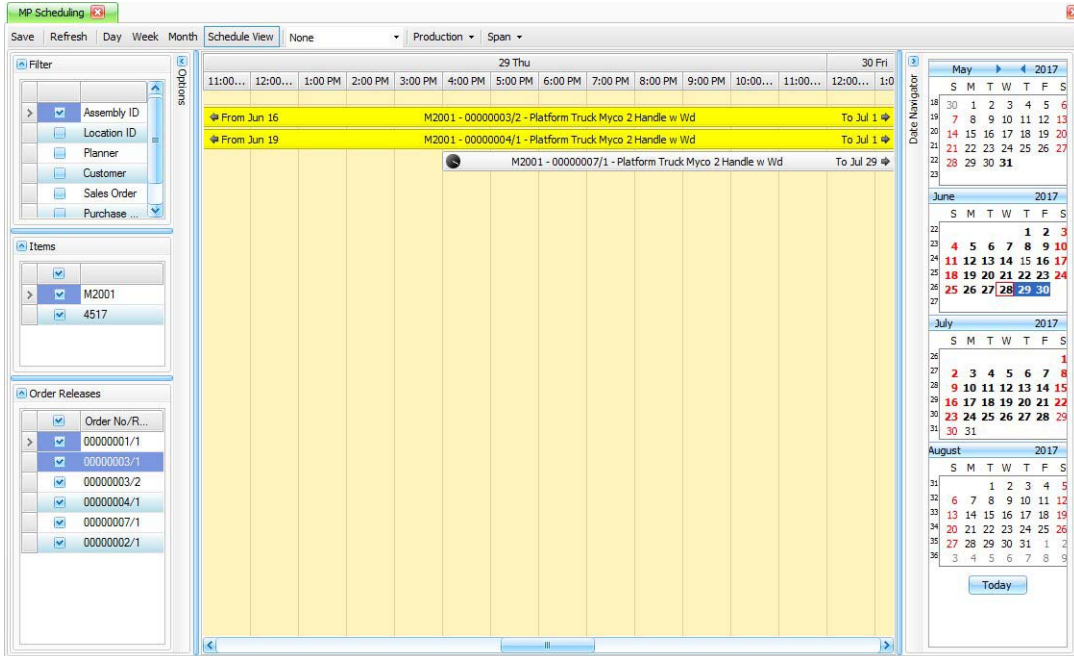 MP Scheduling
Save Refresh Day Week Month Schedule View None Production Span
Filter
Assembly ID
Location ID
Planner
Customer
Sales Order
Purchase ...
Items
M2001
4517
Order Releases
Order No/R...
00000001/1
00000003/1
00000003/2
00000004/1
00000007/1
00000002/1
Options
29 Thu 30 Fri
11:00... 12:00... 1:00 PM 2:00 PM 3:00 PM 4:00 PM 5:00 PM 6:00 PM 7:00 PM 8:00 PM 9:00 PM 10:00... 11:00... 12:00... 1:0
From Jun 16 M2001 - 00000003/2 - Platform Truck Myco 2 Handle w Wd To Jul 1
From Jun 19 M2001 - 00000004/1 - Platform Truck Myco 2 Handle w Wd To Jul 1
M2001 - 00000007/1 - Platform Truck Myco 2 Handle w Wd To Jul 29
Date Navigator
May 2017
S M T W T F S
18 30 1 2 3 4 5 6
19 7 8 9 10 11 12 13
20 14 15 16 17 18 19 20
21 21 22 23 24 25 26 27
22 28 29 30 31
23
June 2017
S M T W T F S
22 1 2 3
23 4 5 6 7 8 9 10
24 11 12 13 14 15 16 17
25 18 19 20 21 22 23 24
26 25 26 27 28 29 30
27
July 2017
S M T W T F S
26 1
27 2 3 4 5 6 7 8
28 9 10 11 12 13 14 15
29 16 17 18 19 20 21 22
30 23 24 25 26 27 28 29
31 30 31
August 2017
S M T W T F S
31 1 2 3 4 5
32 6 7 8 9 10 11 12
33 13 14 15 16 17 18 19
34 20 21 22 23 24 25 26
35 27 28 29 30 31 1 2
36 3 4 5 6 7 8 9
Today